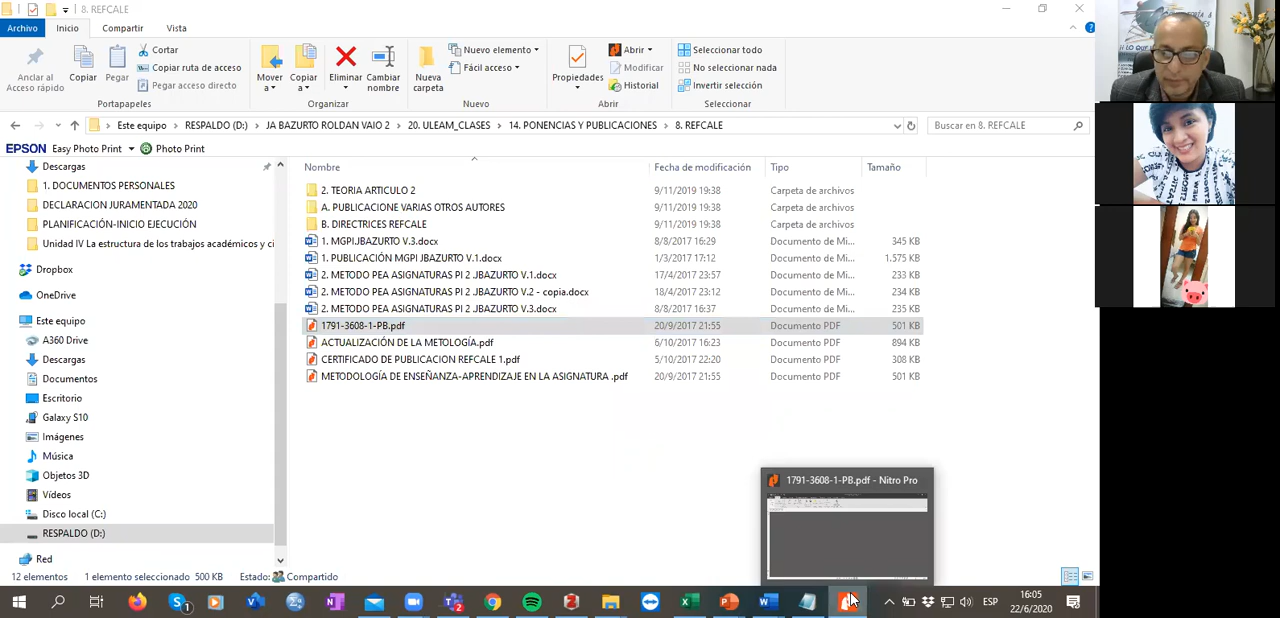 8. REFCALE
Archivo Inicio Compartir Vista
Anclar al Acceso rápido
Copiar
Pegar
Cortar
Copiar ruta de acceso
Pegar acceso directo
Portapapeles
Mover a
Copiar a
Eliminar
Cambiar nombre
Organizar
Nueva carpeta
Nuevo elemento
Fácil acceso
Nuevo
Propiedades
Abrir
Modificar
Historial
Abrir
Seleccionar todo
No seleccionar nada
Invertir selección
Seleccionar
Este equipo > RESPALDO (D:) > JA BAZURTO ROLDAN VAIO 2 > 20. ULEAM_CLASES > 14. PONENCIAS Y PUBLICACIONES > 8. REFCALE
Buscar en 8. REFCALE
EPSON Easy Photo Print Photo Print
Descargas
1. DOCUMENTOS PERSONALES
DECLARACION JURAMENTADA 2020
PLANIFICACIÓN-INICIO EJECUCIÓN
Unidad IV La estructura de los trabajos académicos y ci
Dropbox
OneDrive
Este equipo
A360 Drive
Descargas
Documentos
Escritorio
Galaxy S10
Imágenes
Música
Objetos 3D
Vídeos
Disco local (C:)
RESPALDO (D:)
Red
Nombre Fecha de modificación Tipo Tamaño
2. TEORIA ARTICULO 2 9/11/2019 19:38 Carpeta de archivos
A. PUBLICACIONE VARIAS OTROS AUTORES 9/11/2019 19:38 Carpeta de archivos
B. DIRECTRICES REFCALE 9/11/2019 19:38 Carpeta de archivos
1. MGPI.JBAZURTO V.3.docx 8/8/2017 16:29 Documento de Mi... 345 KB
1. PUBLICACIÓN MGPI JBAZURTO V.1.docx 1/3/2017 17:12 Documento de Mi... 1.575 KB
2. METODO PEA ASIGNATURAS PI 2 .JBAZURTO V.1.docx 17/4/2017 23:57 Documento de Mi... 233 KB
2. METODO PEA ASIGNATURAS PI 2 .JBAZURTO V.2 - copia.docx 18/4/2017 23:12 Documento de Mi... 234 KB
2. METODO PEA ASIGNATURAS PI 2 .JBAZURTO V.3.docx 8/8/2017 16:37 Documento de Mi... 235 KB
1791-3608-1-PB.pdf 20/9/2017 21:55 Documento PDF 501 KB
ACTUALIZACIÓN DE LA METOLOGÍA.pdf 6/10/2017 16:23 Documento PDF 894 KB
CERTIFICADO DE PUBLICACION REFCALE 1.pdf 5/10/2017 22:20 Documento PDF 308 KB
METODOLOGÍA DE ENSEÑANZA-APRENDIZAJE EN LA ASIGNATURA .pdf 20/9/2017 21:55 Documento PDF 501 KB
1791-3608-1-PB.pdf - Nitro Pro
12 elementos 1 elemento seleccionado 500 KB Estado: Compartido
ESP
16:05
22/6/2020